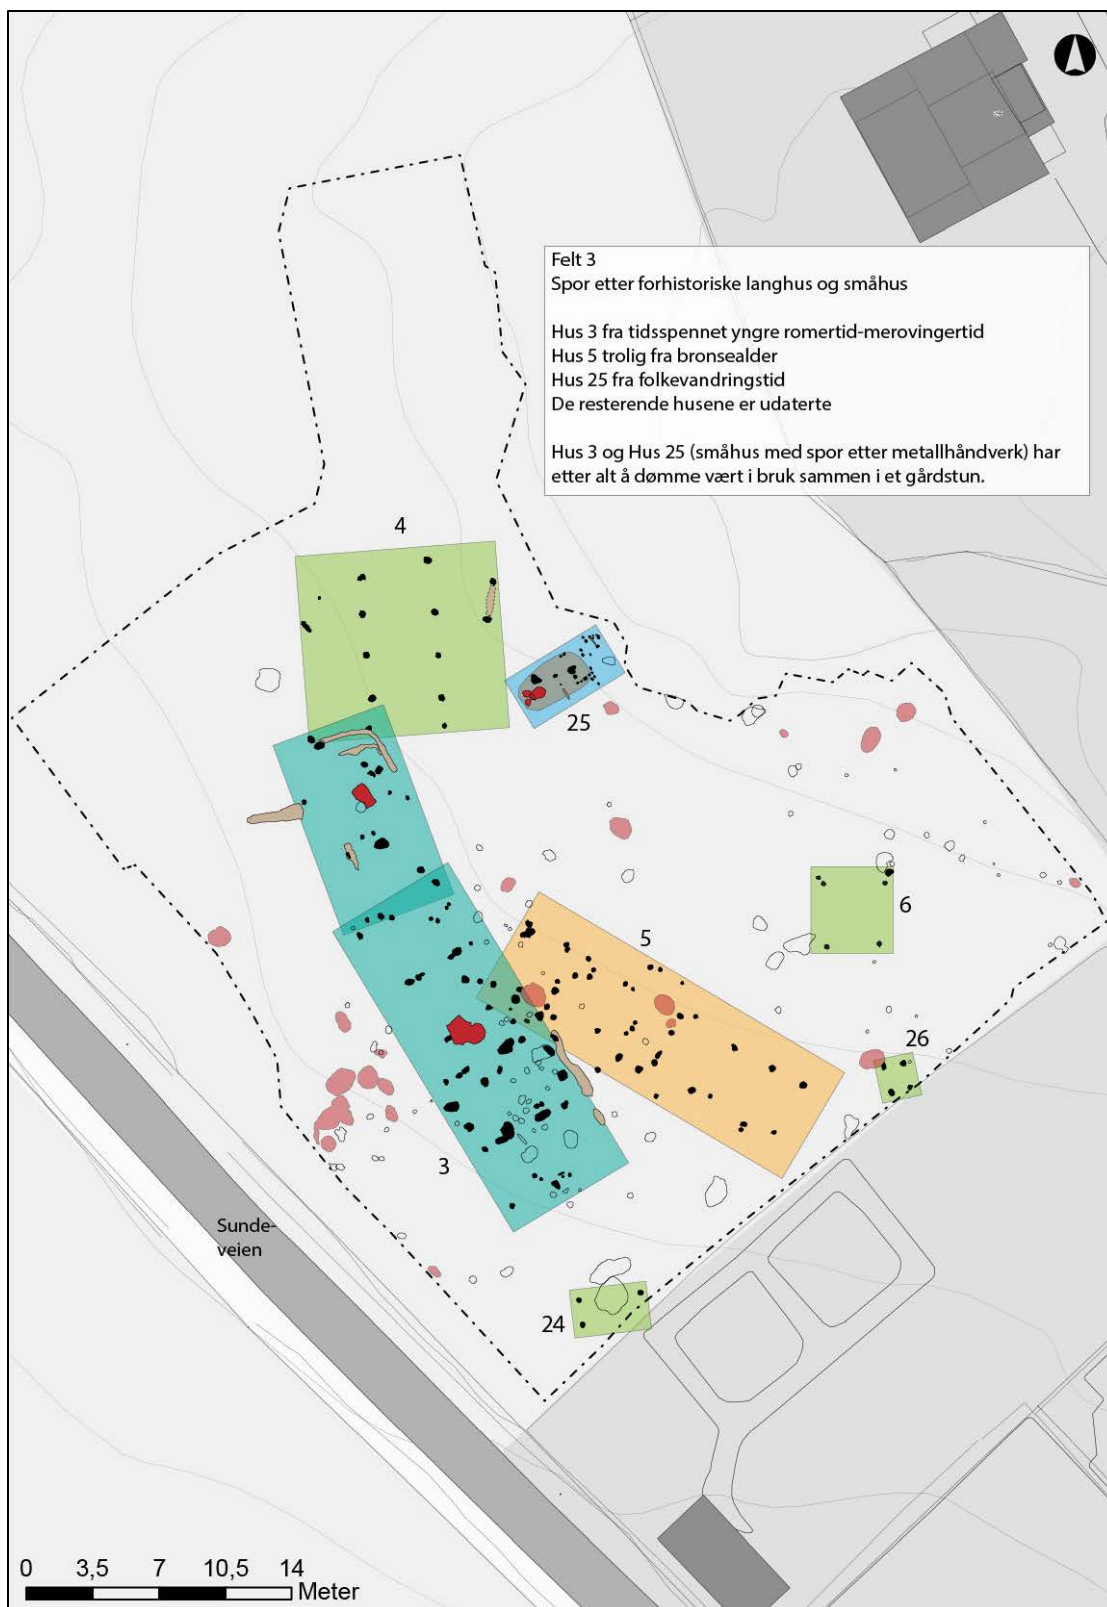 Felt 3
Spor etter forhistoriske langhus og småhus
Hus 3 fra tidsspennet yngre romertid-merovingertid
Hus 5 trolig fra bronsealder
Hus 25 fra folkevandringstid
De resterende husene er udaterte
Hus 3 og Hus 25 (småhus med spor etter metallhåndverk) har
etter alt å dømme vært i bruk sammen i et gårdstun.
4
25
6
5
26
3
Sunde-
veien
24
0 3,5 7 10,5 14
Meter